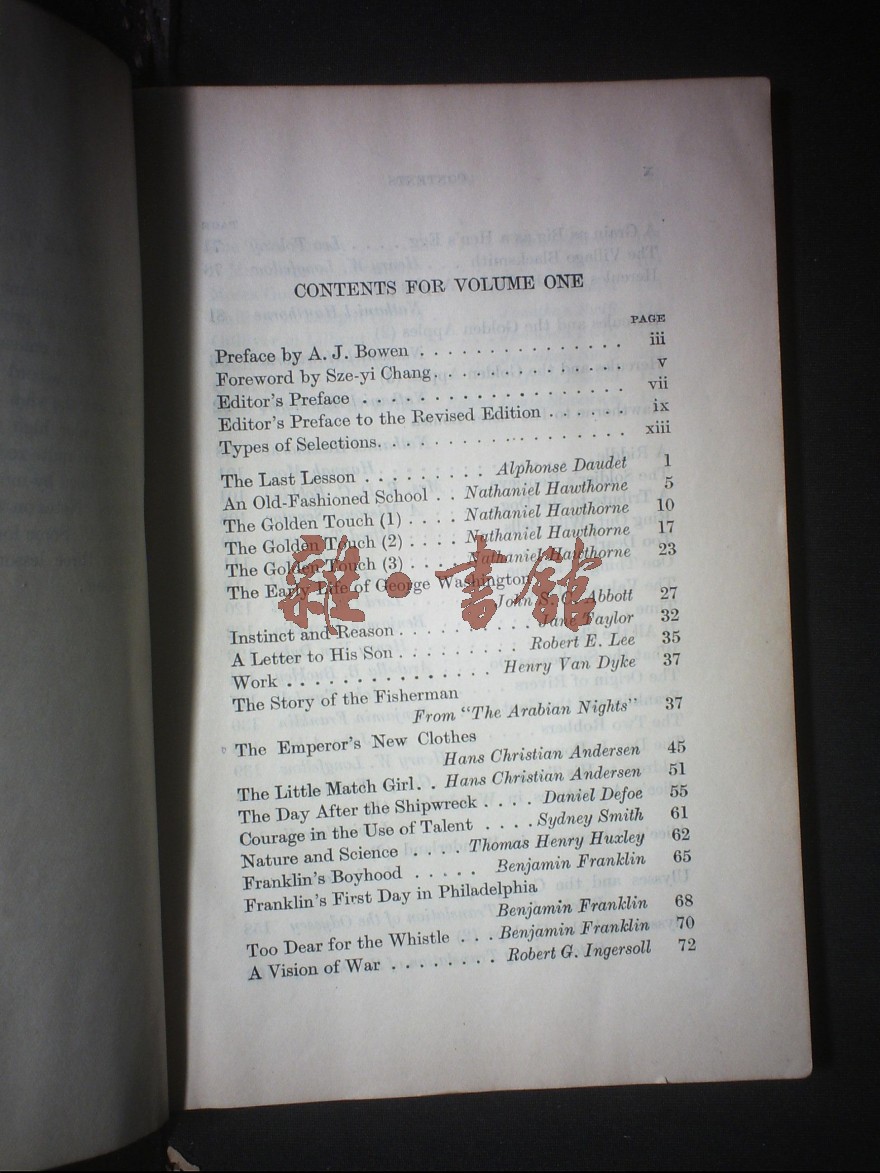 CONTENTS FOR VOLUME ONE
PAGE
Preface by A. J. Bowen . . . . . . . . . . . . . . . iii
Foreword by Sze-yi Chang. . . . . . . . . . . . . . v
Editor's Preface . . . . . . . . . . . . . . . . . . . vii
Editor's Preface to the Revised Edition . . . . . . ix
Types of Selections. . . . . . . . . . . . . . . . . . xiii
The Last Lesson . . . . . . . . . Alphonse Daudet 1
An Old-Fashioned School . . Nathaniel Hawthorne 5
The Golden Touch (1) . . . . Nathaniel Hawthorne 10
The Golden Touch (2) . . . . Nathaniel Hawthorne 17
The Golden Touch (3) . . . . Nathaniel Hawthorne 23
The Early Life of George Washington
John S. C. Abbott 27
Instinct and Reason . . . . . . . . . . Jane Taylor 32
A Letter to His Son . . . . . . . . . . Robert E. Lee 35
Work . . . . . . . . . . . . . . . Henry Van Dyke 37
The Story of the Fisherman
From "The Arabian Nights" 37
The Emperor's New Clothes
Hans Christian Andersen 45
The Little Match Girl. . Hans Christian Andersen 51
The Day After the Shipwreck . . . . Daniel Defoe 55
Courage in the Use of Talent . . . . Sydney Smith 61
Nature and Science . . . . Thomas Henry Huxley 62
Franklin's Boyhood . . . . . Benjamin Franklin 65
Franklin's First Day in Philadelphia
Benjamin Franklin 68
Too Dear for the Whistle . . . Benjamin Franklin 70
A Vision of War . . . . . . . . Robert G. Ingersoll 72
雜·書館